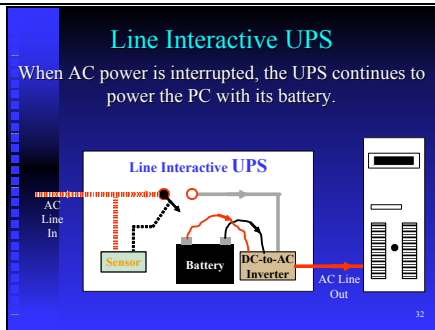 Line Interactive UPS
When AC power is interrupted, the UPS continues to
power the PC with its battery.
Line Interactive UPS
AC
Line
In
Sensor
Battery
DC-to-AC
Inverter
AC Line
Out
32